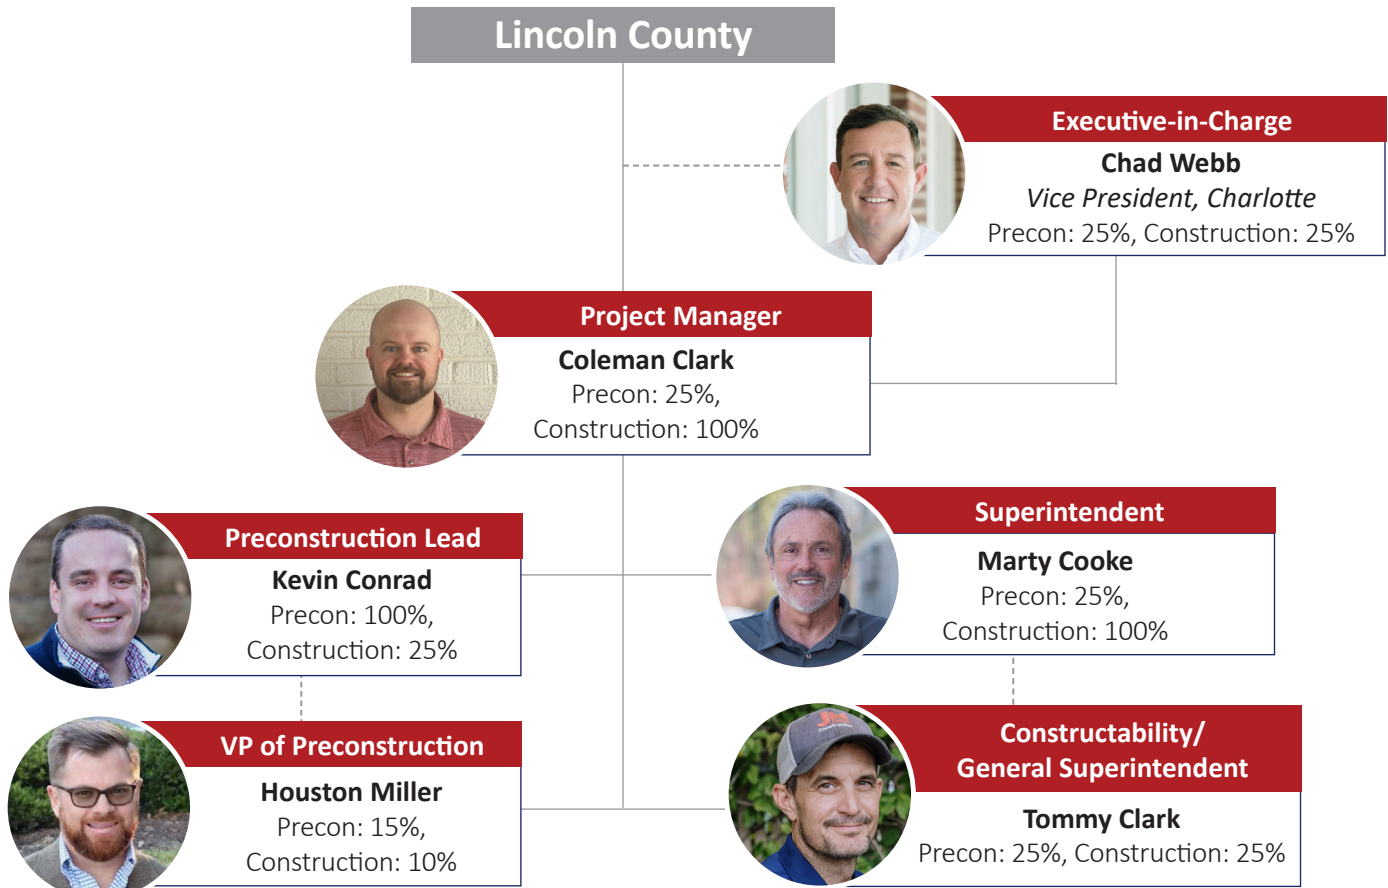 Lincoln County
Executive-in-Charge
Chad Webb
Vice President, Charlotte
Precon: 25%, Construction: 25%
Project Manager
Coleman Clark
Precon: 25%,
Construction: 100%
Preconstruction Lead
Kevin Conrad
Precon: 100%,
Construction: 25%
Superintendent
Marty Cooke
Precon: 25%,
Construction: 100%
VP of Preconstruction
Houston Miller
Precon: 15%,
Construction: 10%
Constructability/
General Superintendent
Tommy Clark
Precon: 25%, Construction: 25%
Construction